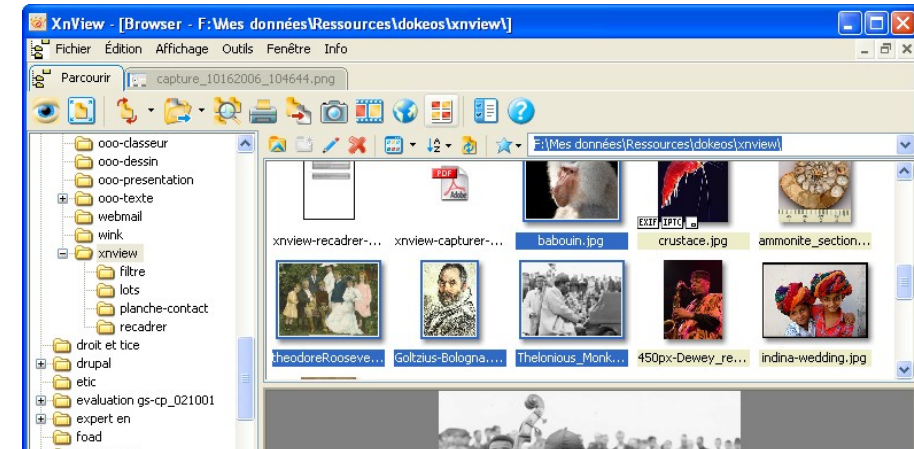 XnView - [Browser - F:\Mes données\Ressources\dokeos\xnview\]
Fichier Édition Affichage Outils Fenêtre Info
Parcourir capture_10162006_104644.png
F:\Mes données\Ressources\dokeos\xnview\
ooo-classeur
ooo-dessin
ooo-presentation
ooo-texte
webmail
wink
xnview
filtre
lots
planche-contact
recadrer
droit et tice
drupal
etic
evaluation gs-cp_021001
expert en
foad
PDF
Adobe
EXIF IPTC
xnview-recadrer-... xnview-capturer-... babouin.jpg crustace.jpg ammonite_section...
theodoreRooseve... Goltzius-Bologna.... Thelonious_Monk... 450px-Dewey_re... indina-wedding.jpg